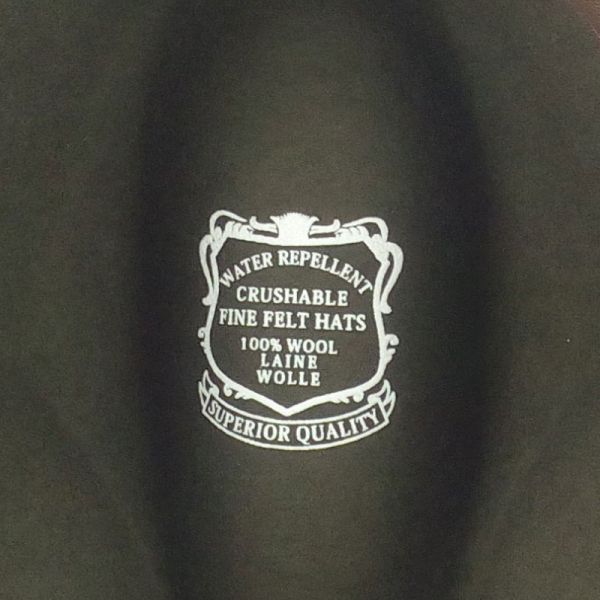 WATER REPELLENT
CRUSHABLE
FINE FELT HATS
100% WOOL
LAINE
WOLLE
SUPERIOR QUALITY